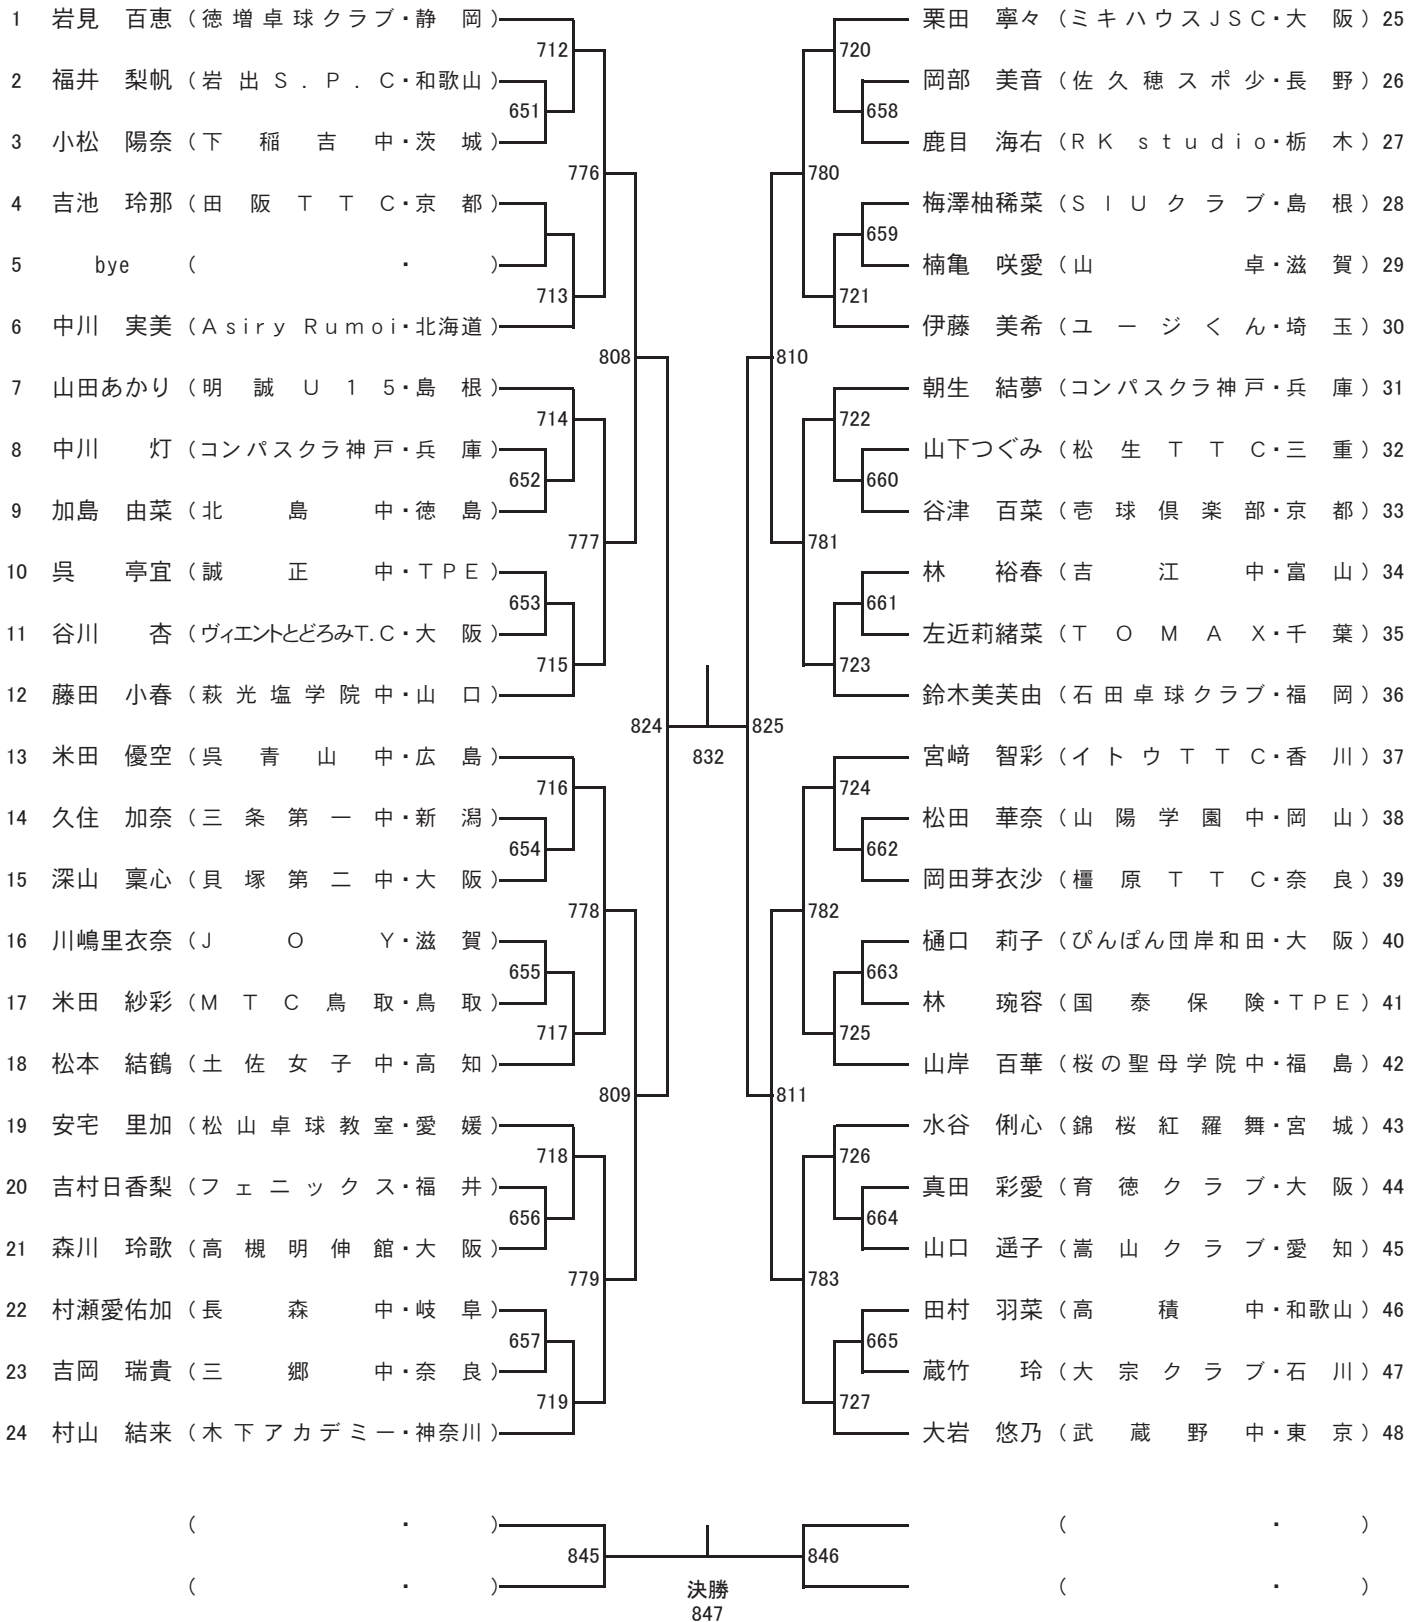 1 岩見 百恵 (徳増卓球クラブ・静岡)
712
2 福井 梨帆 (岩出S.P.C・和歌山)
651
3 小松 陽奈 (下稲吉中・茨城)
776
4 吉池 玲那 (田阪TTC・京都)
5 bye ( ・ )
713
6 中川 実美 (Asiry Rumoi・北海道)
808
7 山田あかり (明誠U15・島根)
714
8 中川 灯 (コンパスクラ神戸・兵庫)
652
9 加島 由菜 (北島中・徳島)
777
10 呉 亭宜 (誠正中・TPE)
653
11 谷川 杏 (ヴィエントとどろみT.C・大阪)
715
12 藤田 小春 (萩光塩学院中・山口)
824
13 米田 優空 (呉青山中・広島)
716
14 久住 加奈 (三条第一中・新潟)
654
15 深山 稟心 (貝塚第二中・大阪)
778
16 川嶋里衣奈 (JOY・滋賀)
655
17 米田 紗彩 (MTC鳥取・鳥取)
717
18 松本 結鶴 (土佐女子中・高知)
809
19 安宅 里加 (松山卓球教室・愛媛)
718
20 吉村日香梨 (フェニックス・福井)
656
21 森川 玲歌 (高槻明伸館・大阪)
779
22 村瀬愛佑加 (長森中・岐阜)
657
23 吉岡 瑞貴 (三郷中・奈良)
719
24 村山 結来 (木下アカデミー・神奈川)
832
栗田 寧々 (ミキハウスJSC・大阪) 25
720
岡部 美音 (佐久穂スポ少・長野) 26
658
鹿目 海右 (RK studio・栃木) 27
780
梅澤柚稀菜 (SIUクラブ・島根) 28
659
楠亀 咲愛 (山卓・滋賀) 29
721
伊藤 美希 (ユージくん・埼玉) 30
810
朝生 結夢 (コンパスクラ神戸・兵庫) 31
722
山下つぐみ (松生TTC・三重) 32
660
谷津 百菜 (壱球倶楽部・京都) 33
781
林 裕春 (吉江中・富山) 34
661
左近莉緒菜 (TOMAX・千葉) 35
723
鈴木美芙由 (石田卓球クラブ・福岡) 36
825
宮﨑 智彩 (イトウTTC・香川) 37
724
松田 華奈 (山陽学園中・岡山) 38
662
岡田芽衣沙 (橿原TTC・奈良) 39
782
樋口 莉子 (ぴんぽん団岸和田・大阪) 40
663
林 琬容 (国泰保険・TPE) 41
725
山岸 百華 (桜の聖母学院中・福島) 42
811
水谷 俐心 (錦桜紅羅舞・宮城) 43
726
真田 彩愛 (育徳クラブ・大阪) 44
664
山口 遥子 (嵩山クラブ・愛知) 45
783
田村 羽菜 (高積中・和歌山) 46
665
蔵竹 玲 (大宗クラブ・石川) 47
727
大岩 悠乃 (武蔵野中・東京) 48
( ・ ) ( ・ )
845 846
( ・ ) ( ・ )
決勝
847